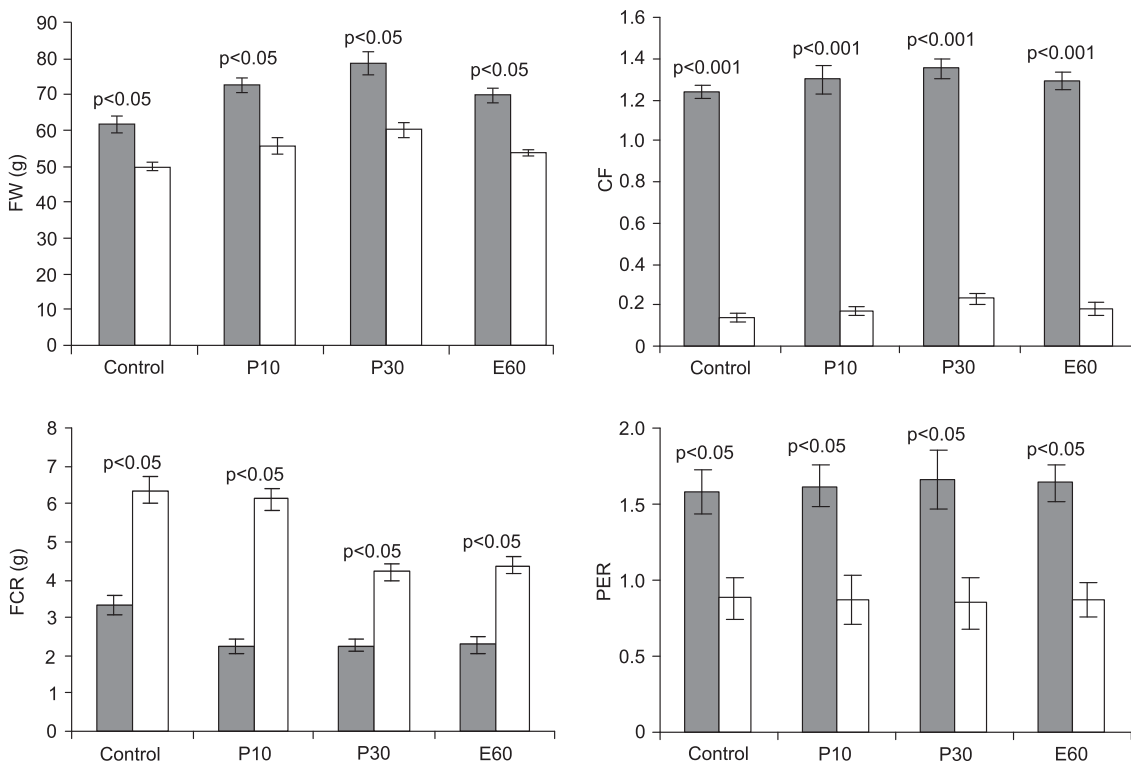 90
80
70
60
50
40
30
20
10
0
FW (g)
p<0.05
p<0.05
p<0.05
p<0.05
Control
P10
P30
E60
1.6
1.4
1.2
1.0
0.8
1.6
0.6
0.4
0.2
0
CF
p<0.001
p<0.001
p<0.001
p<0.001
Control
P10
P30
E60
8
7
6
5
4
3
2
1
0
FCR (g)
p<0.05
p<0.05
p<0.05
p<0.05
Control
P10
P30
E60
2.0
1.5
1.0
0.5
0
PER
p<0.05
p<0.05
p<0.05
p<0.05
Control
P10
P30
E60